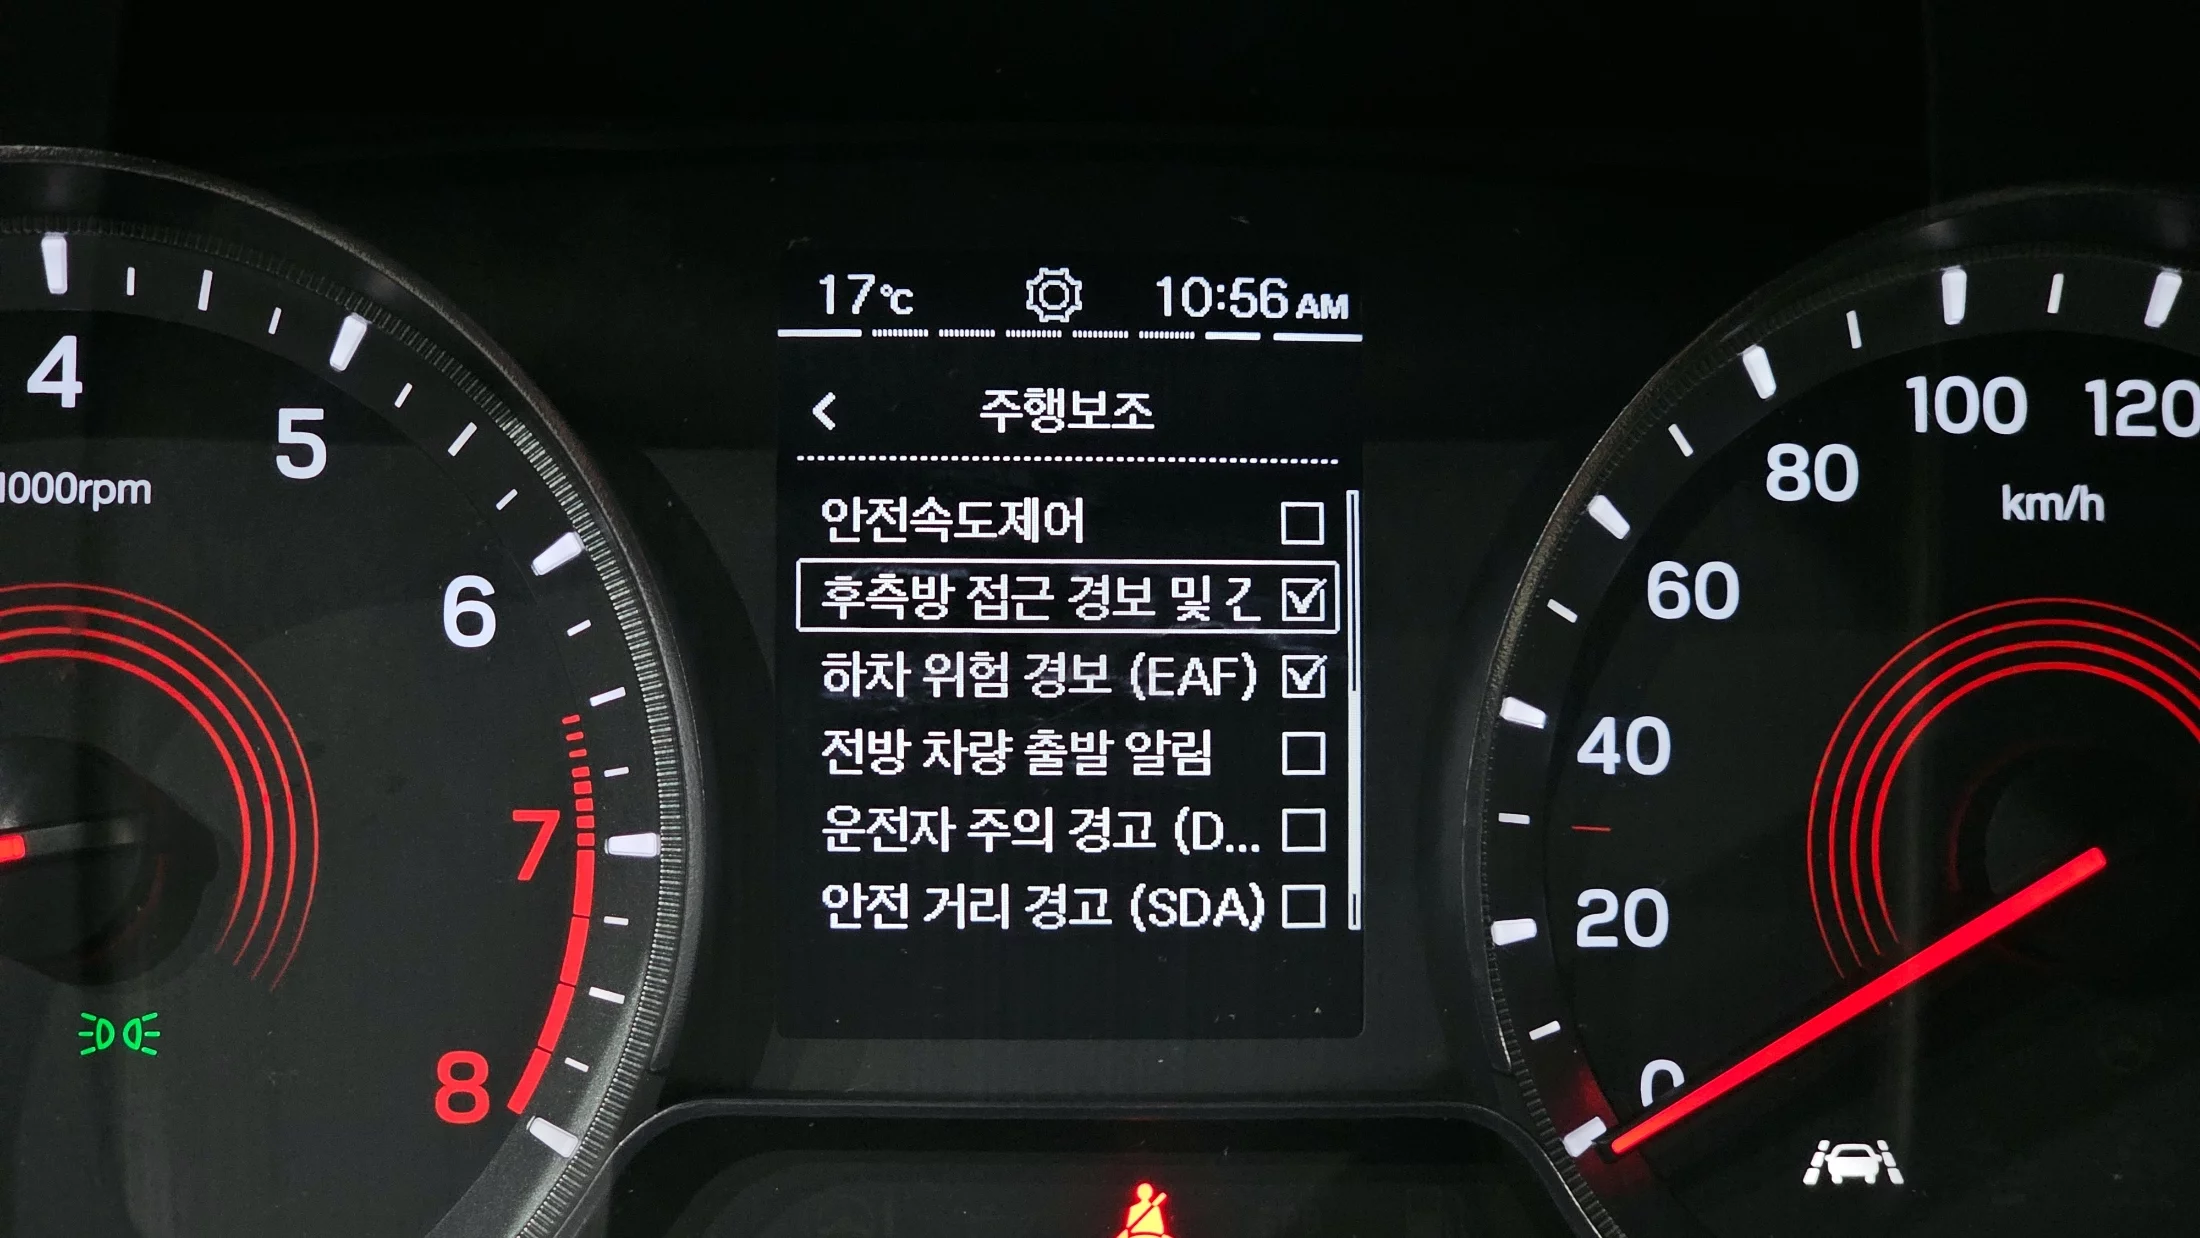 17℃ 10:56 AM
주행보조
안전속도제어
후측방 접근 경보 및
하차 위험 경보 (EAF)
전방 차량 출발 알림
운전자 주의 경고 (D...
안전 거리 경고 (SDA)
4
5
6
7
8
1000rpm
0
20
40
60
80
100
120
km/h